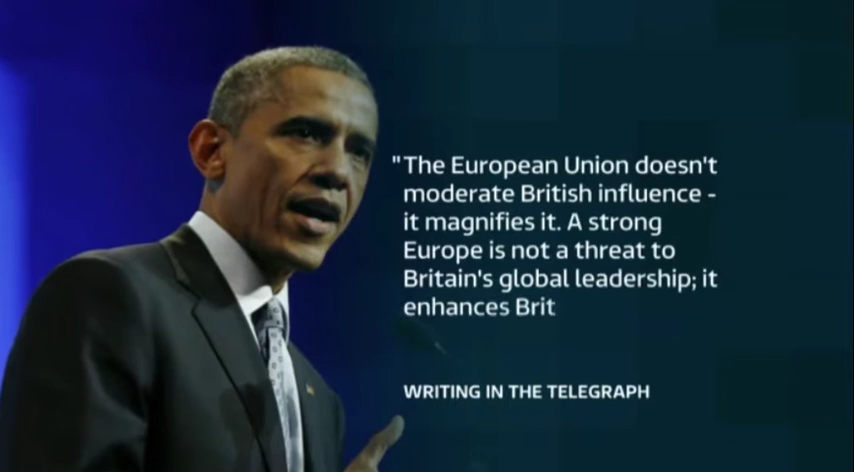 "The European Union doesn't
moderate British influence -
it magnifies it. A strong
Europe is not a threat to
Britain's global leadership; it
enhances Brit
WRITING IN THE TELEGRAPH